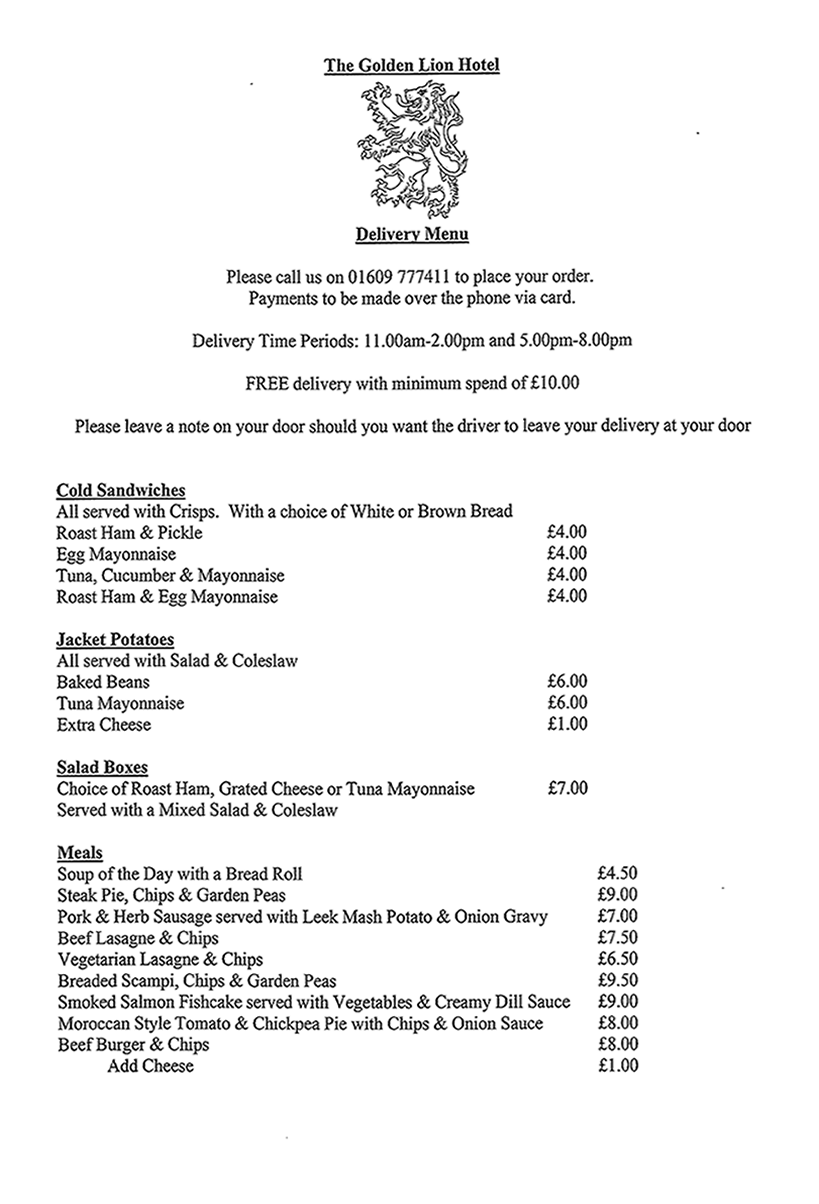 The Golden Lion Hotel
Delivery Menu
Please call us on 01609 777411 to place your order.
Payments to be made over the phone via card.
Delivery Time Periods: 11.00am-2.00pm and 5.00pm-8.00pm
FREE delivery with minimum spend of £10.00
Please leave a note on your door should you want the driver to leave your delivery at your door
Cold Sandwiches
All served with Crisps.  With a choice of White or Brown Bread
Roast Ham & Pickle £4.00
Egg Mayonnaise £4.00
Tuna, Cucumber & Mayonnaise £4.00
Roast Ham & Egg Mayonnaise £4.00
Jacket Potatoes
All served with Salad & Coleslaw
Baked Beans £6.00
Tuna Mayonnaise £6.00
Extra Cheese £1.00
Salad Boxes
Choice of Roast Ham, Grated Cheese or Tuna Mayonnaise £7.00
Served with a Mixed Salad & Coleslaw
Meals
Soup of the Day with a Bread Roll £4.50
Steak Pie, Chips & Garden Peas £9.00
Pork & Herb Sausage served with Leek Mash Potato & Onion Gravy £7.00
Beef Lasagne & Chips £7.50
Vegetarian Lasagne & Chips £6.50
Breaded Scampi, Chips & Garden Peas £9.50
Smoked Salmon Fishcake served with Vegetables & Creamy Dill Sauce £9.00
Moroccan Style Tomato & Chickpea Pie with Chips & Onion Sauce £8.00
Beef Burger & Chips £8.00
Add Cheese £1.00